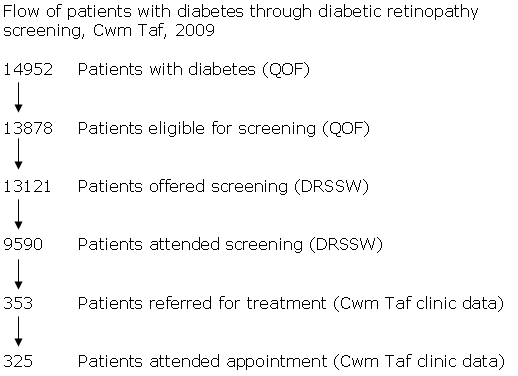 Flow of patients with diabetes through diabetic retinopathy
screening, Cwm Taf, 2009
14952 Patients with diabetes (QOF)
13878 Patients eligible for screening (QOF)
13121 Patients offered screening (DRSSW)
9590 Patients attended screening (DRSSW)
353 Patients referred for treatment (Cwm Taf clinic data)
325 Patients attended appointment (Cwm Taf clinic data)